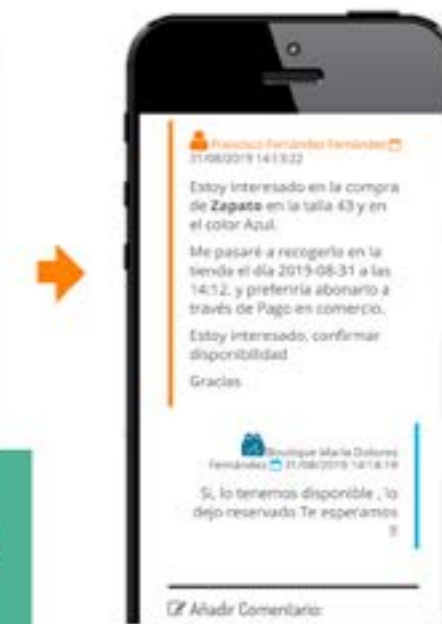 Francisco Fernández Fernández
31/08/2019 14:13:22
Estoy interesado en la compra
de Zapato en la talla 43 y en
el color Azul.
Me pasaré a recogerlo en la
tienda el día 2019-08-31 a las
14:12, y preferiría abonarlo a
través de Pago en comercio.
Estoy interesado, confirmar
disponibilidad
Gracias
Boutique María Dolores
Fernández 31/08/2019 14:14:19
Si, lo tenemos disponible , lo
dejo reservado Te esperamos
!!
Añadir Comentario: